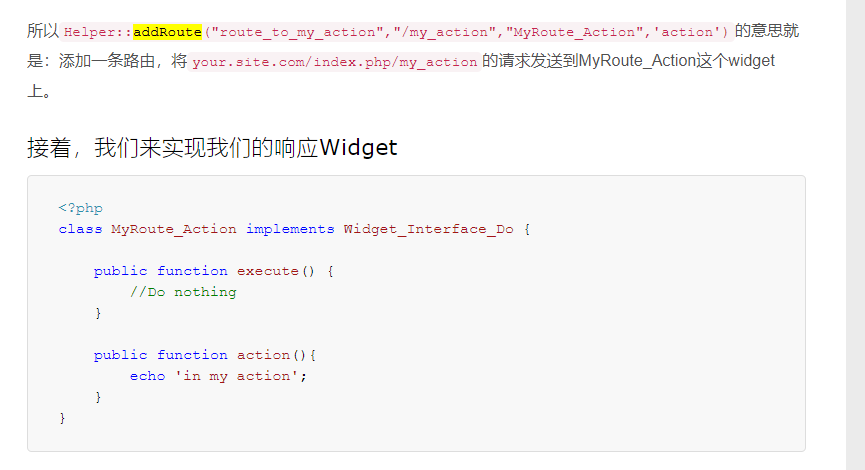 所以 Helper::addRoute("route_to_my_action","/my_action","MyRoute_Action",'action') 的意思就
是：添加一条路由，将 your.site.com/index.php/my_action 的请求发送到MyRoute_Action这个widget
上。
接着，我们来实现我们的响应Widget
<?php
class MyRoute_Action implements Widget_Interface_Do {
public function execute() {
//Do nothing
}
public function action(){
echo 'in my action';
}
}